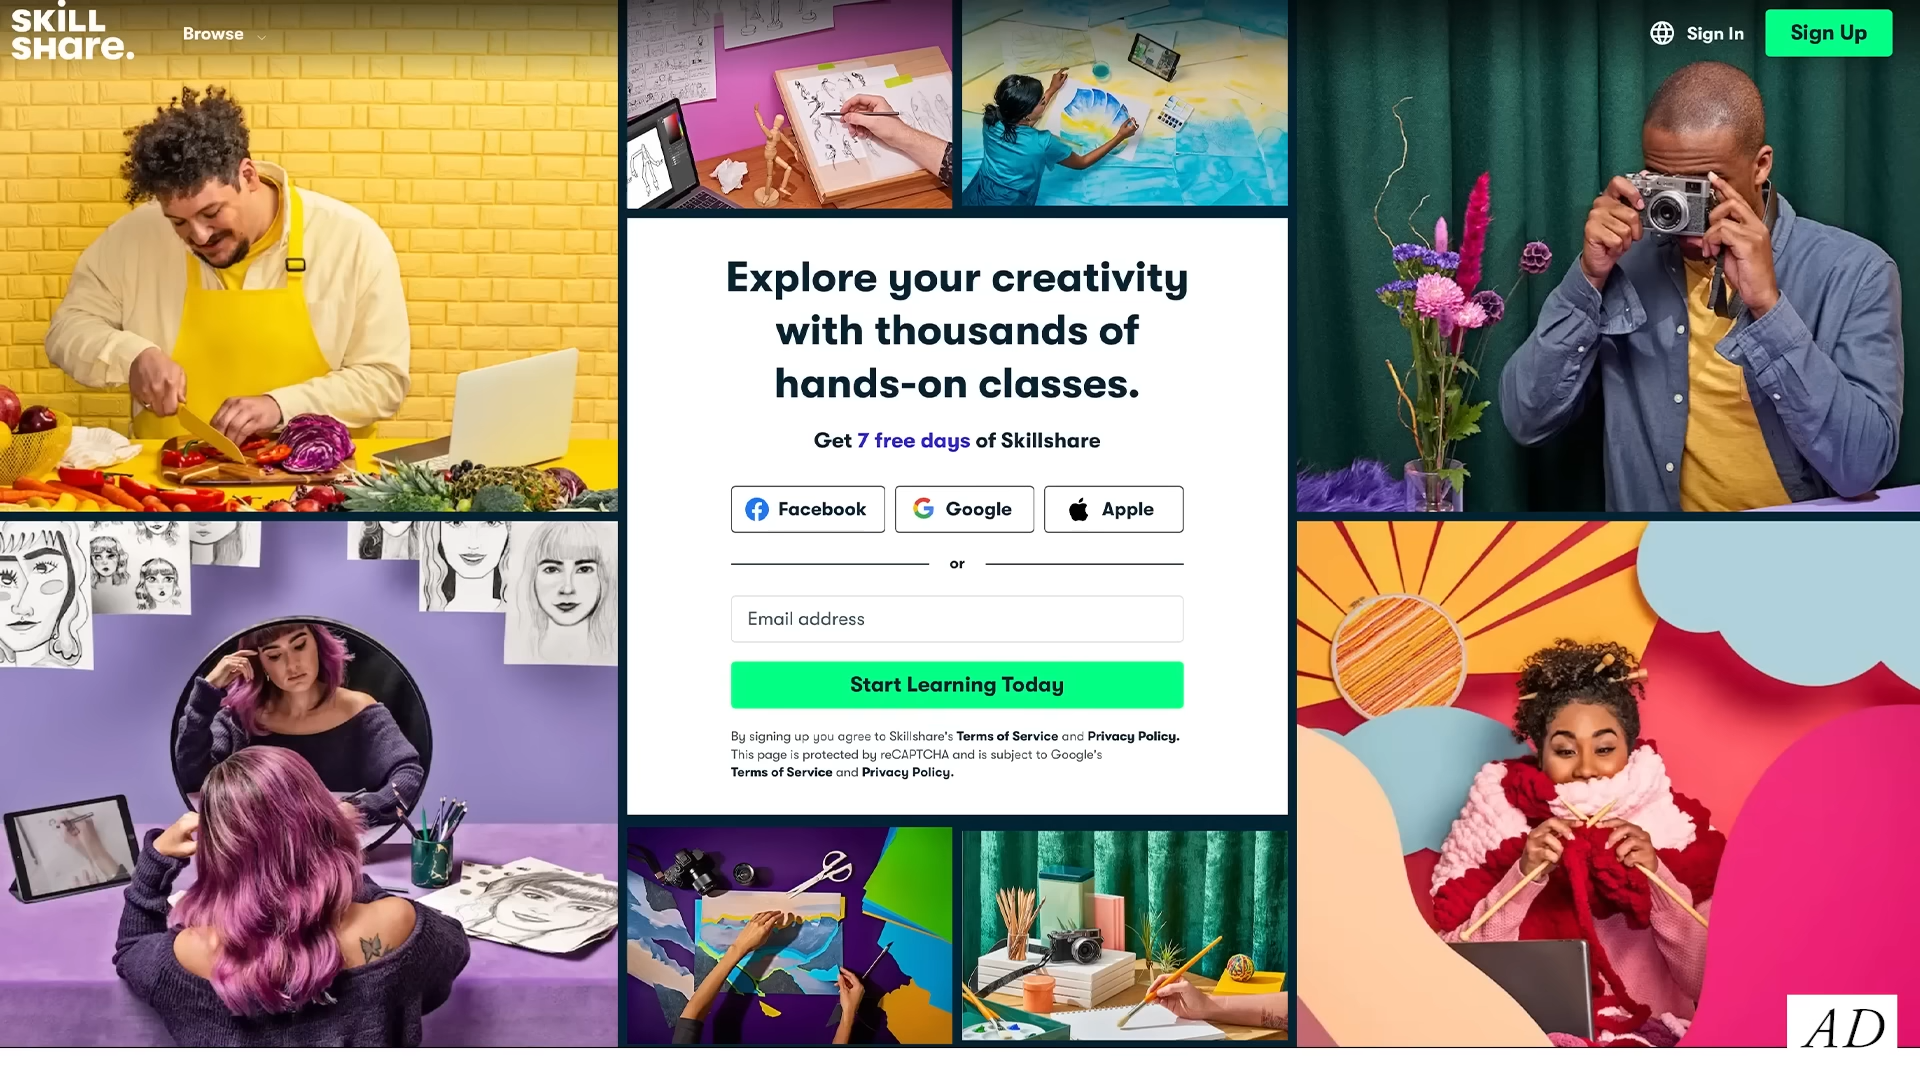 SKiLL
SHare.
Browse
Sign In
Sign Up
Explore your creativity
with thousands of
hands-on classes.
Get 7 free days of Skillshare
Facebook
Google
Apple
or
Email address
Start Learning Today
By signing up you agree to Skillshare's Terms of Service and Privacy Policy.
This page is protected by reCAPTCHA and is subject to Google's
Terms of Service and Privacy Policy.
AD